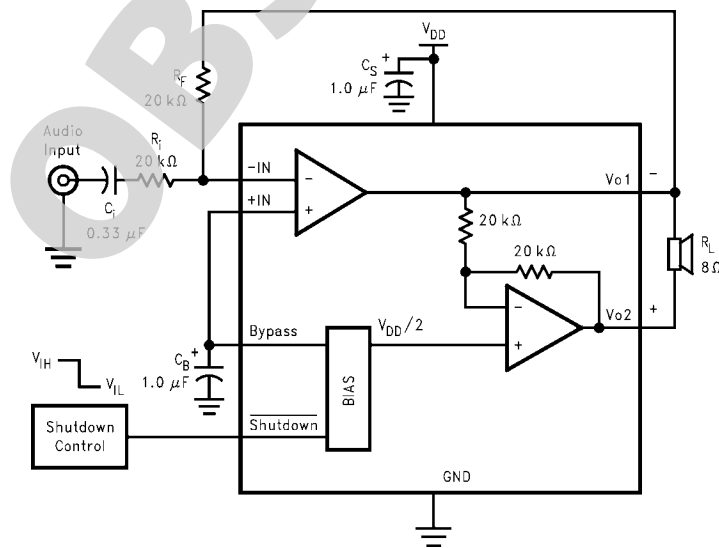 OBS
V_DD
C_S +
1.0 μF
R_F
20 kΩ
Audio
Input
R_i
20 kΩ
C_i
0.33 μF
-IN
+IN
-
+
Vo1
-
20 kΩ
20 kΩ
R_L
8Ω
-
+
Vo2
+
Bypass
V_DD/2
C_B +
1.0 μF
BIAS
V_IH
V_IL
Shutdown
Shutdown
Control
GND